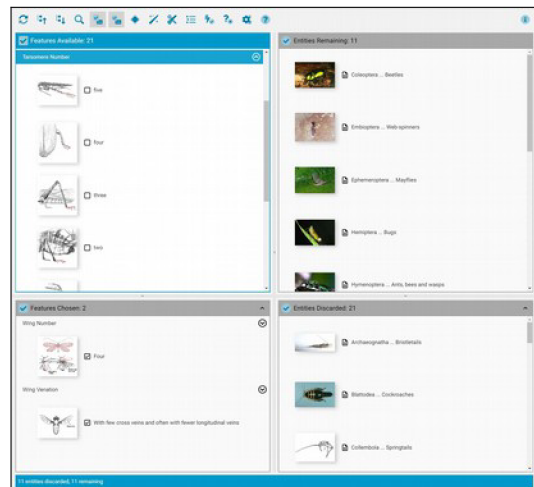 Features Available: 21
Tarsomere Number
five
four
three
two
Entities Remaining: 11
Coleoptera ... Beetles
Embioptera ... Web-spinners
Ephemeroptera ... Mayflies
Hemiptera ... Bugs
Hymenoptera ... Ants, bees and wasps
Features Chosen: 2
Wing Number
Four
Wing Venation
With few cross veins and often with fewer longitudinal veins
Entities Discarded: 21
Archaeognatha ... Bristletails
Blattodea ... Cockroaches
Collembola ... Springtails
11 entities discarded, 11 remaining